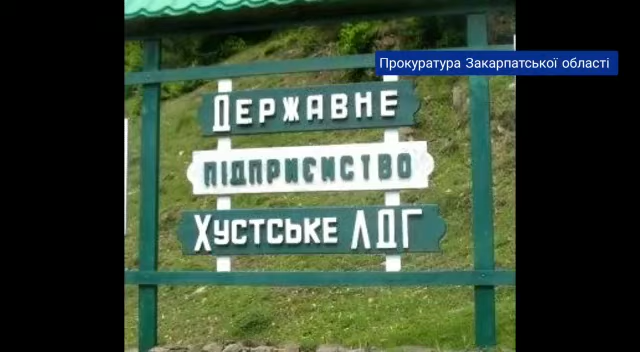 Прокуратура Закарпатської області
ДЕРЖАВНЕ
ПІДПРИЄМСТВО
ХУСТСЬКЕ ЛДГ